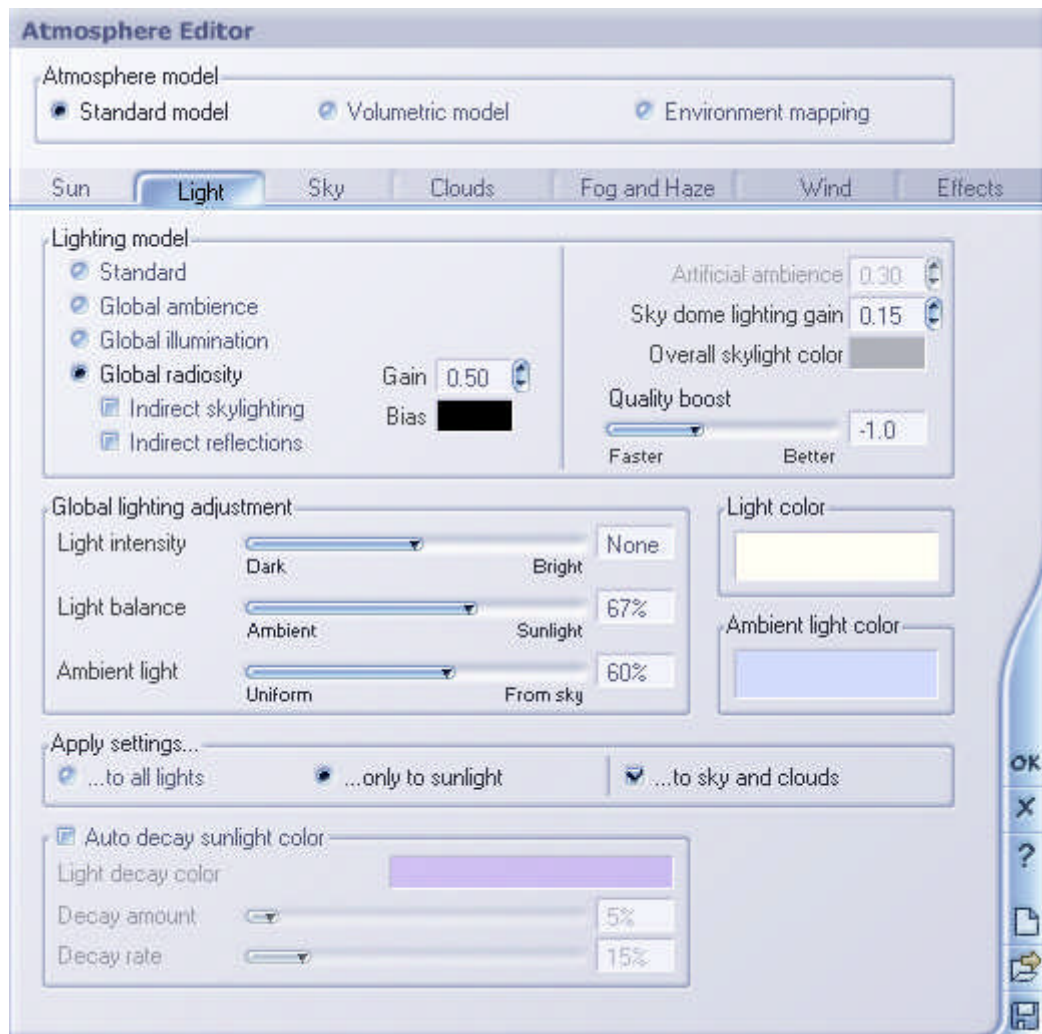 Atmosphere Editor
Atmosphere model
Standard model Volumetric model Environment mapping
Sun Light Sky Clouds Fog and Haze Wind Effects
Lighting model
Standard
Global ambience
Global illumination
Global radiosity
Indirect skylighting
Indirect reflections
Gain 0.50
Bias
Artificial ambience 0.30
Sky dome lighting gain 0.15
Overall skylight color
Quality boost
-1.0
Faster Better
Global lighting adjustment
Light intensity None
Dark Bright
Light balance 67%
Ambient Sunlight
Ambient light 60%
Uniform From sky
Light color
Ambient light color
Apply settings...
...to all lights ...only to sunlight ...to sky and clouds
Auto decay sunlight color
Light decay color
Decay amount 5%
Decay rate 15%
OK
?